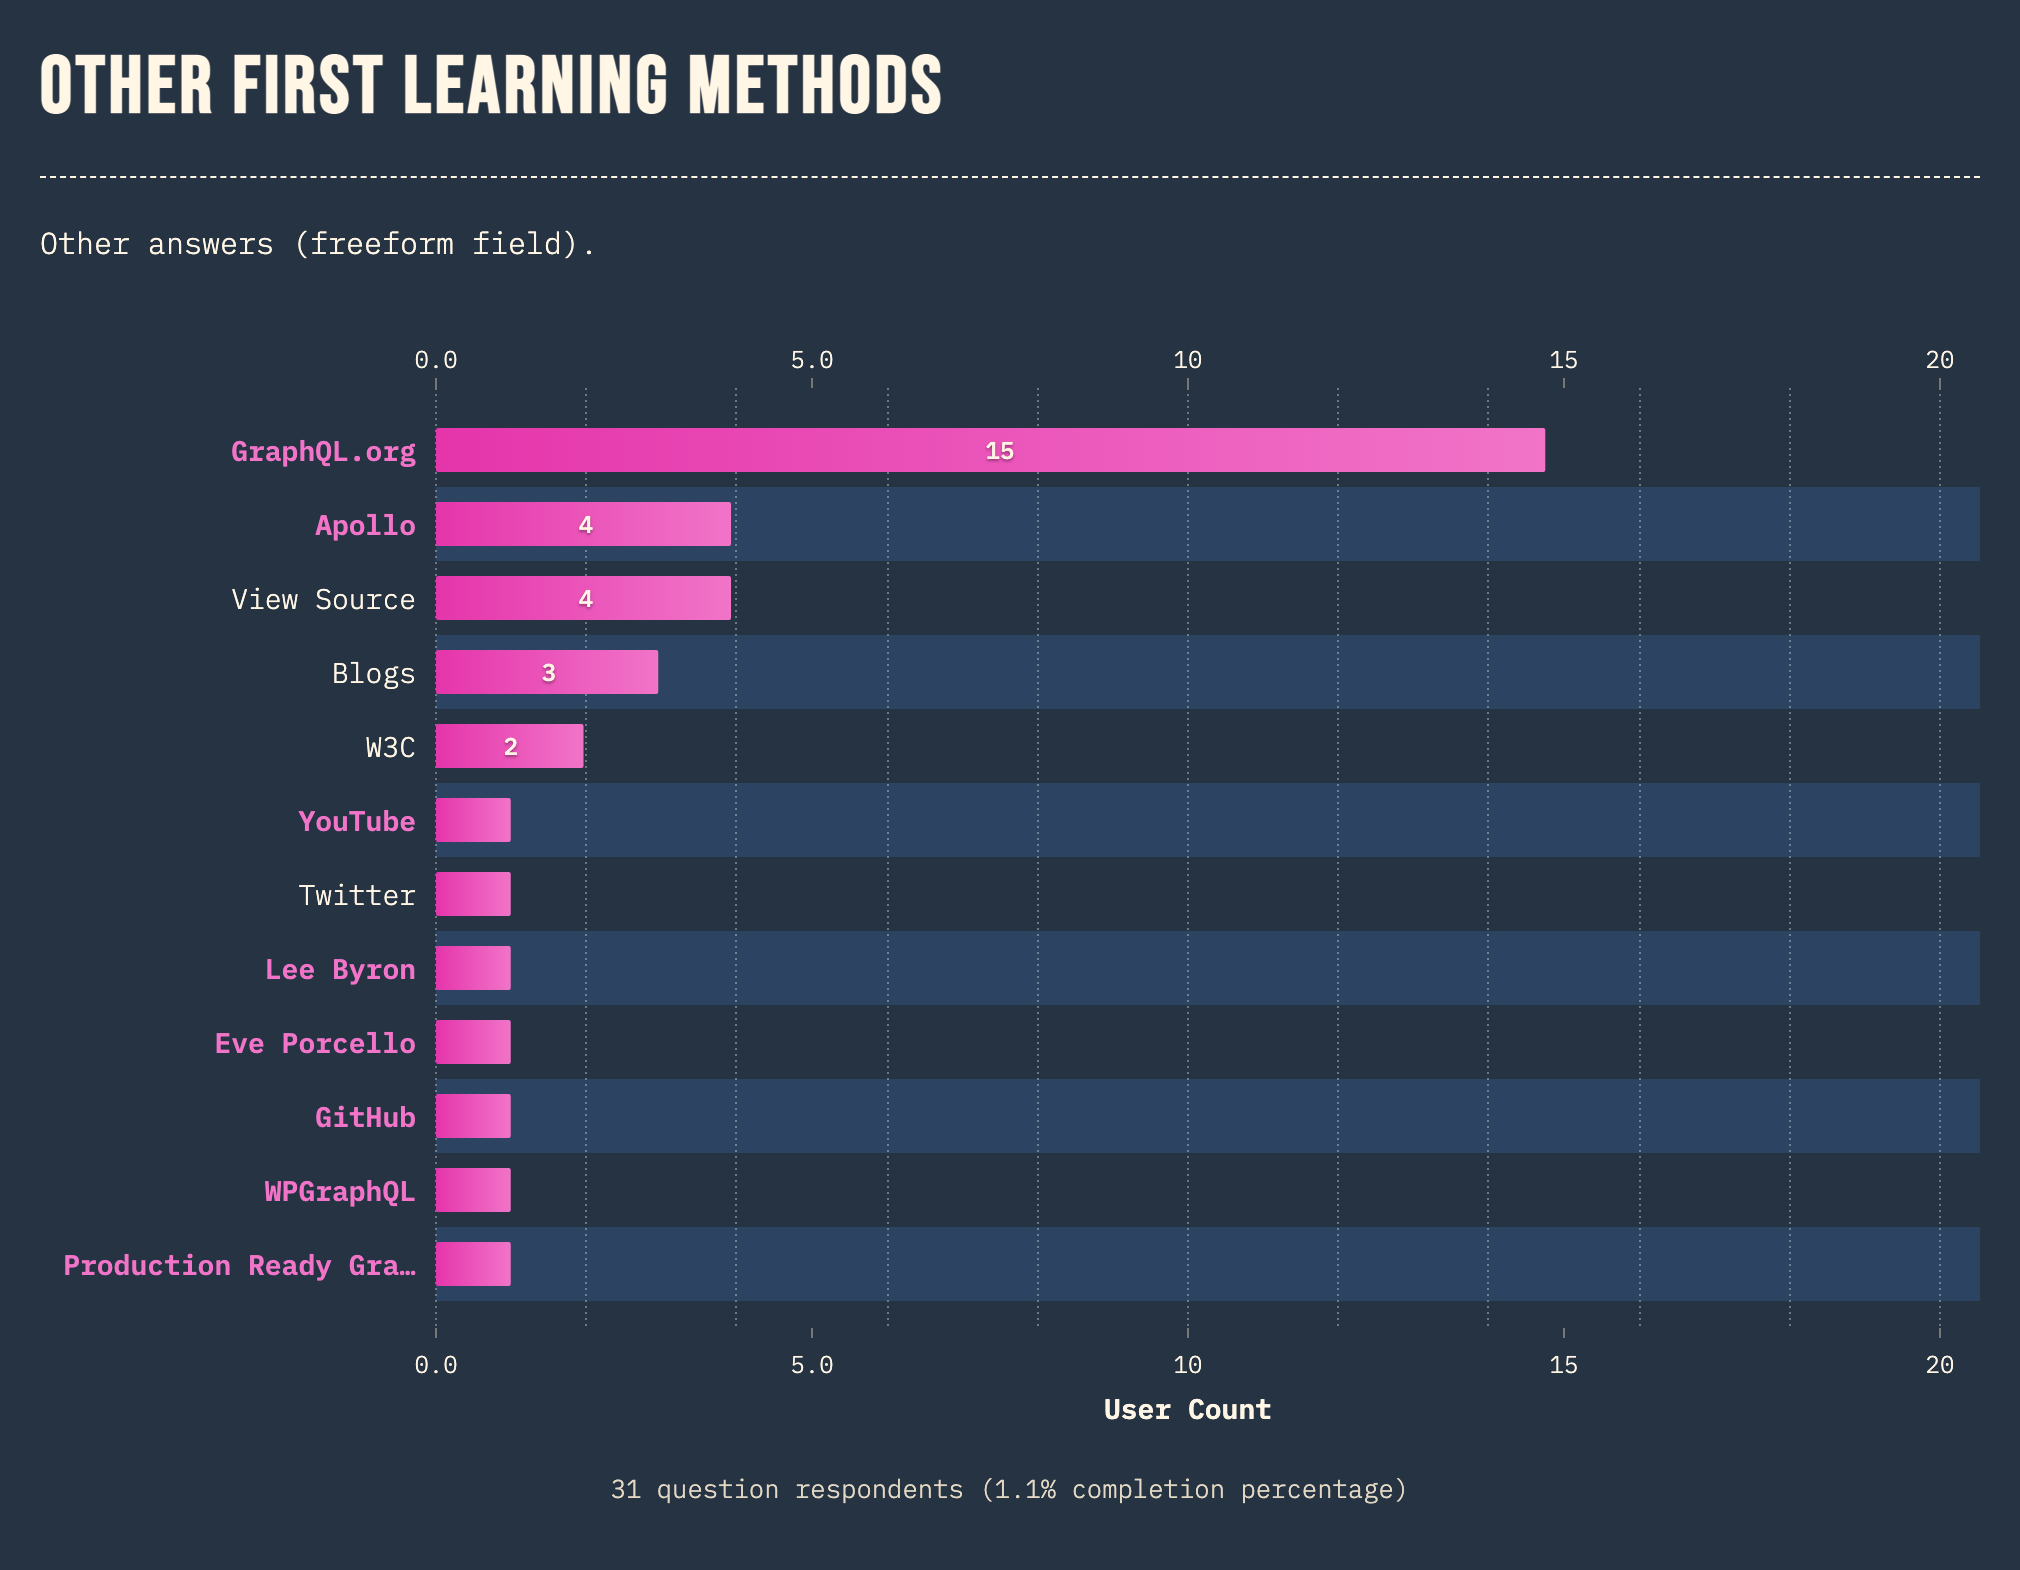 OTHER FIRST LEARNING METHODS
Other answers (freeform field).
0.0 5.0 10 15 20
GraphQL.org 15
Apollo 4
View Source 4
Blogs 3
W3C 2
YouTube
Twitter
Lee Byron
Eve Porcello
GitHub
WPGraphQL
Production Ready Gra…
0.0 5.0 10 15 20
User Count
31 question respondents (1.1% completion percentage)